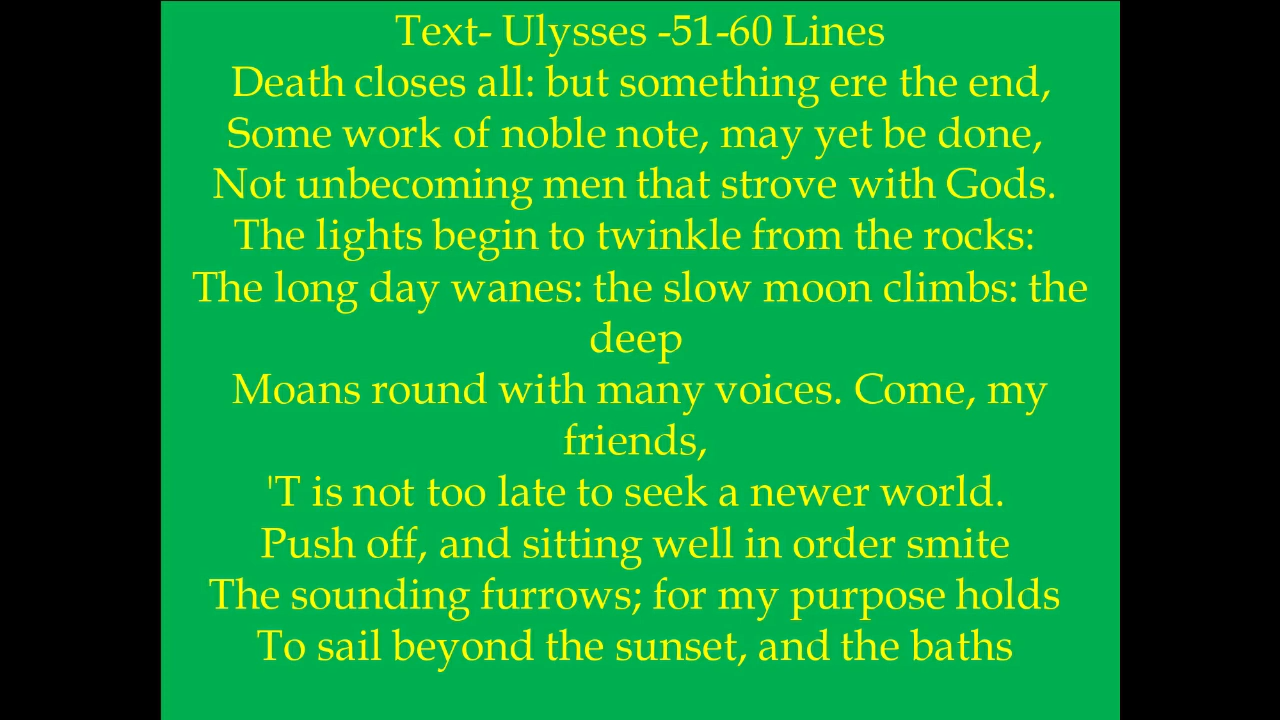 Text- Ulysses -51-60 Lines
Death closes all: but something ere the end,
Some work of noble note, may yet be done,
Not unbecoming men that strove with Gods.
The lights begin to twinkle from the rocks:
The long day wanes: the slow moon climbs: the
deep
Moans round with many voices. Come, my
friends,
'T is not too late to seek a newer world.
Push off, and sitting well in order smite
The sounding furrows; for my purpose holds
To sail beyond the sunset, and the baths